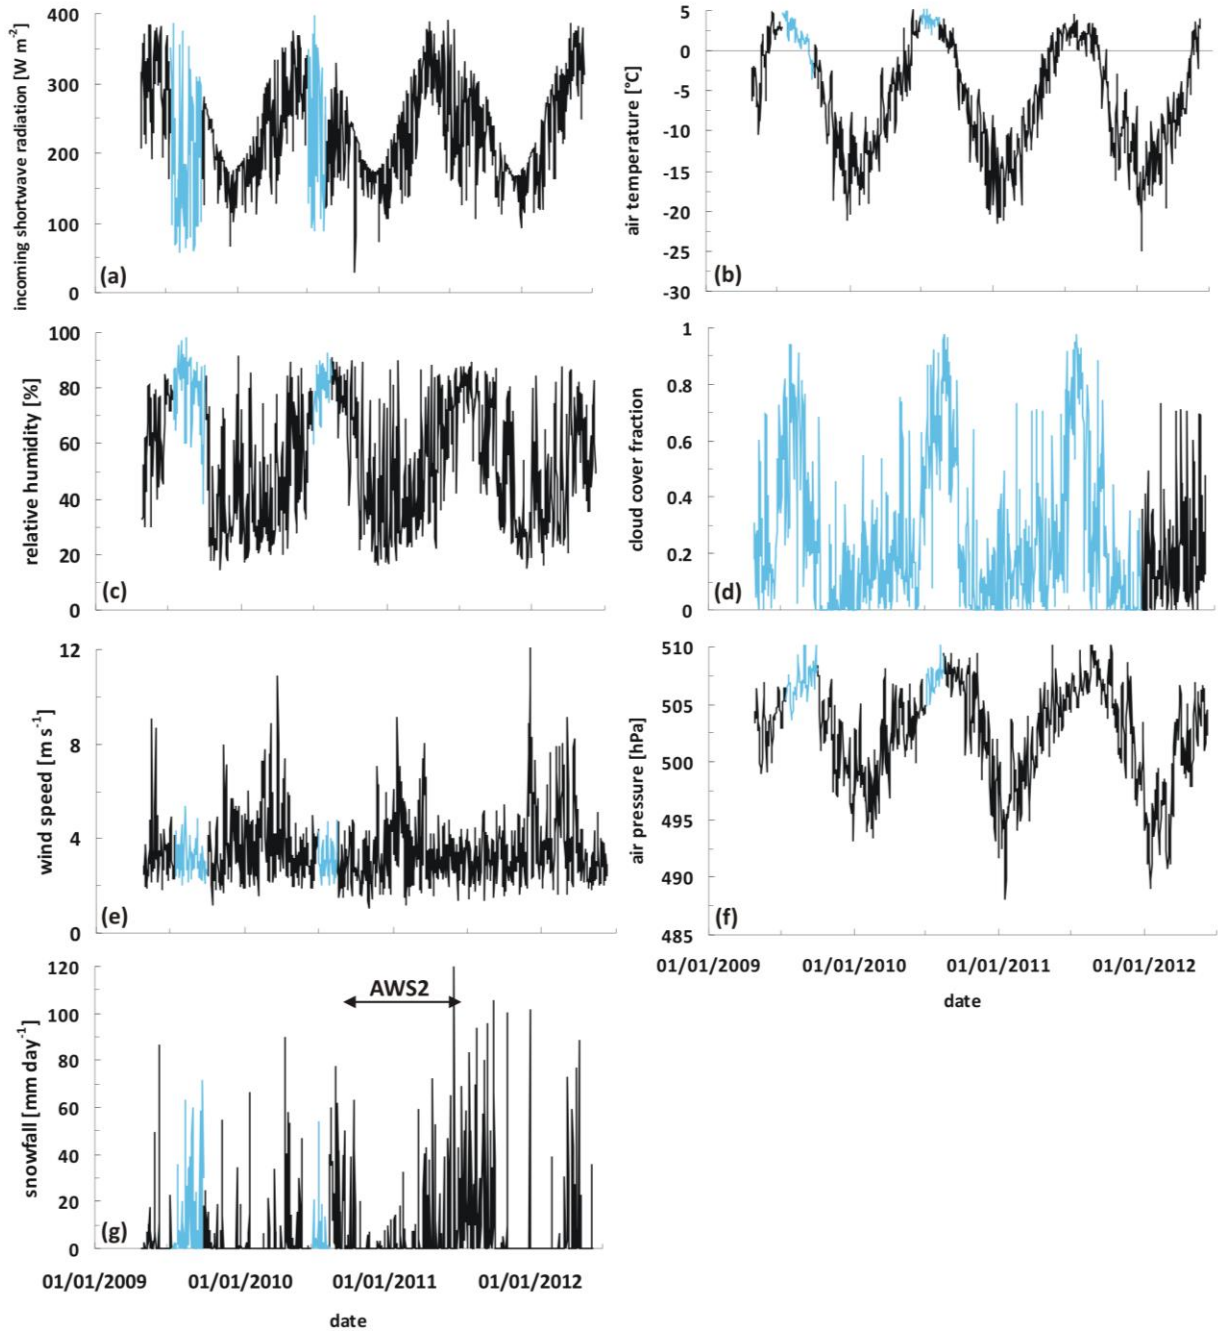 400
300
200
100
0
incoming shortwave radiation [W m-2]
(a)
5
0
-5
-10
-15
-20
-25
-30
air temperature [°C]
(b)
100
80
60
40
20
0
relative humidity [%]
(c)
1
0.8
0.6
0.4
0.2
0
cloud cover fraction
(d)
12
8
4
0
wind speed [m s-1]
(e)
510
505
500
495
490
485
air pressure [hPa]
(f)
01/01/2009 01/01/2010 01/01/2011 01/01/2012
date
120
100
80
60
40
20
0
snowfall [mm day-1]
AWS2
(g)
01/01/2009 01/01/2010 01/01/2011 01/01/2012
date